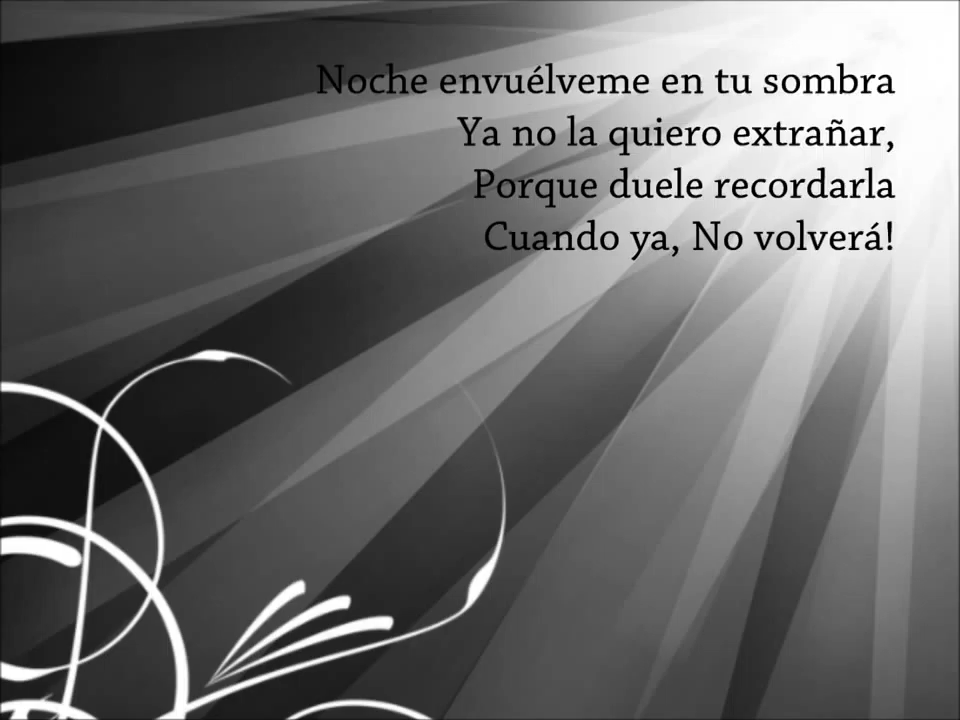 Noche envuélveme en tu sombra
Ya no la quiero extrañar,
Porque duele recordarla
Cuando ya, No volverá!